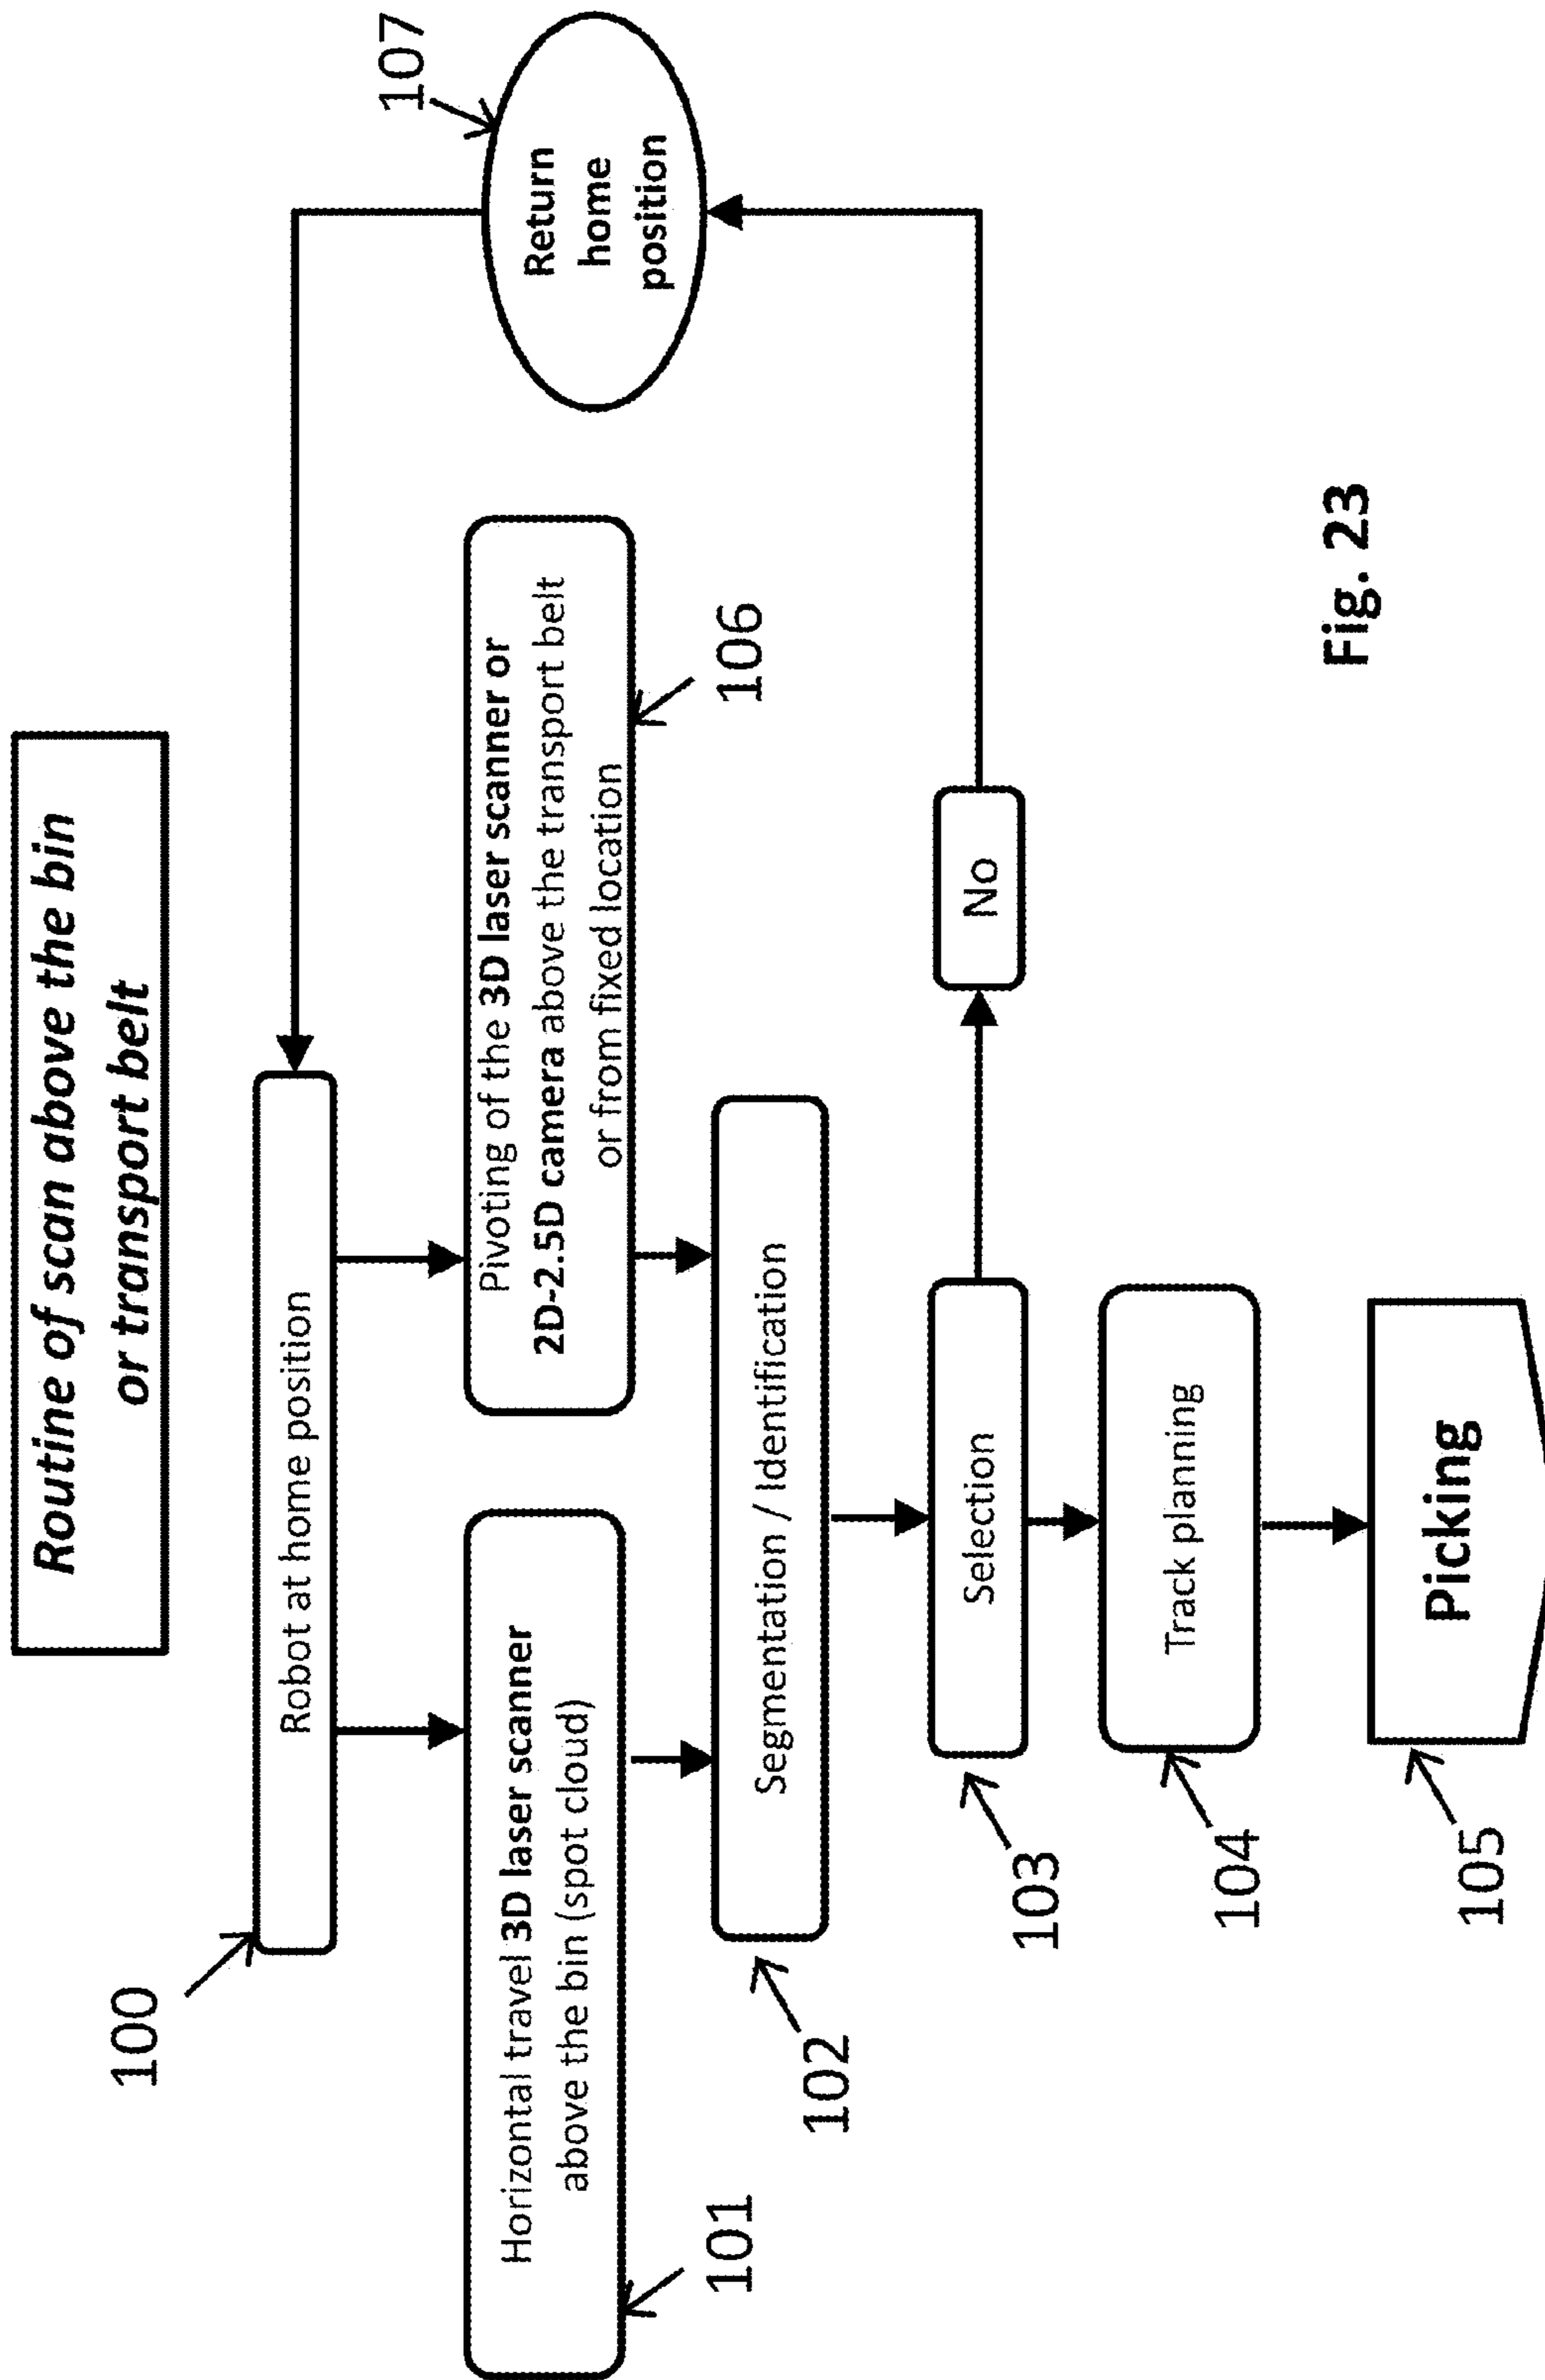 Routine of scan above the bin
or transport belt
100
Robot at home position
107
Return
home
position
Horizontal travel 3D laser scanner
above the bin (spot cloud)
101
Pivoting of the 3D laser scanner or
2D-2.5D camera above the transport belt
or from fixed location
106
Segmentation / Identification
102
Selection
103
No
Track planning
104
Picking
105
Fig. 23